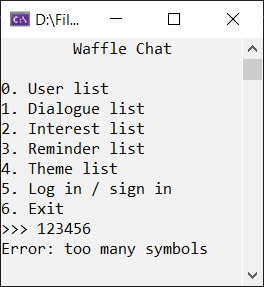 D:\Fil...
Waffle Chat
0. User list
1. Dialogue list
2. Interest list
3. Reminder list
4. Theme list
5. Log in / sign in
6. Exit
>>> 123456
Error: too many symbols